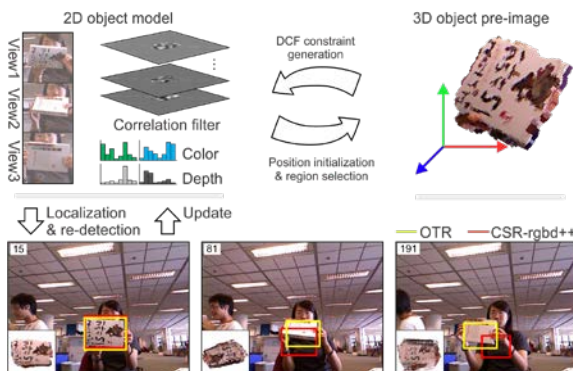 2D object model
3D object pre-image
View1
View2
View3
DCF constraint
generation
Correlation filter
Color
Depth
Position initialization
& region selection
Localization
& re-detection
Update
OTR
CSR-rgbd++
15
81
191